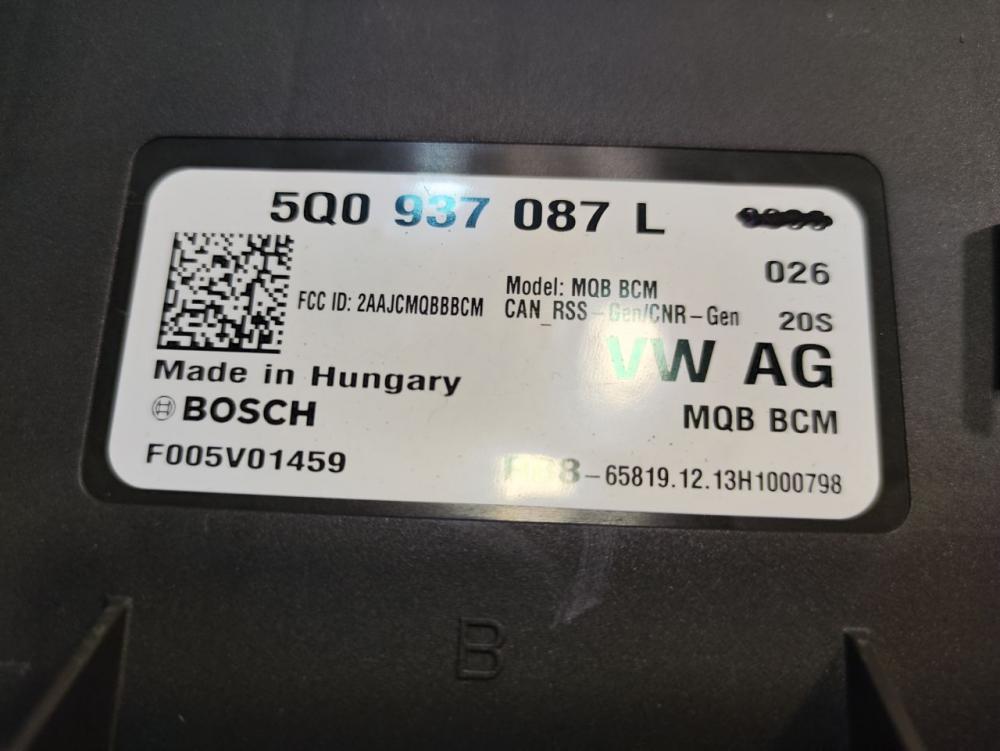 5Q0 937 087 L
026
FCC ID: 2AAJCMQBBBCM
Model: MQB BCM
CAN_RSS-Gen/CNR-Gen 20S
Made in Hungary
VW AG
BOSCH
MQB BCM
F005V01459
-65819.12.13H1000798
B